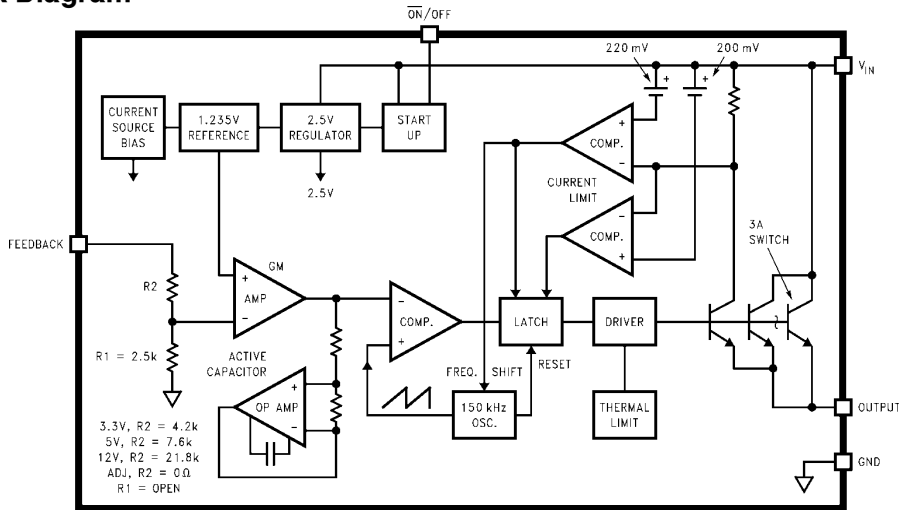 ON/OFF
220 mV
200 mV
+
+
VIN
CURRENT
SOURCE
BIAS
1.235V
REFERENCE
2.5V
REGULATOR
START
UP
2.5V
+
COMP.
−
CURRENT
LIMIT
−
COMP.
+
3A
SWITCH
FEEDBACK
R2
R1 = 2.5k
GM
+
AMP
−
−
COMP.
+
LATCH
DRIVER
ACTIVE
CAPACITOR
FREQ. SHIFT
RESET
+
OP AMP
−
150 kHz
OSC.
THERMAL
LIMIT
OUTPUT
3.3V, R2 = 4.2k
5V, R2 = 7.6k
12V, R2 = 21.8k
ADJ, R2 = 0Ω
R1 = OPEN
GND